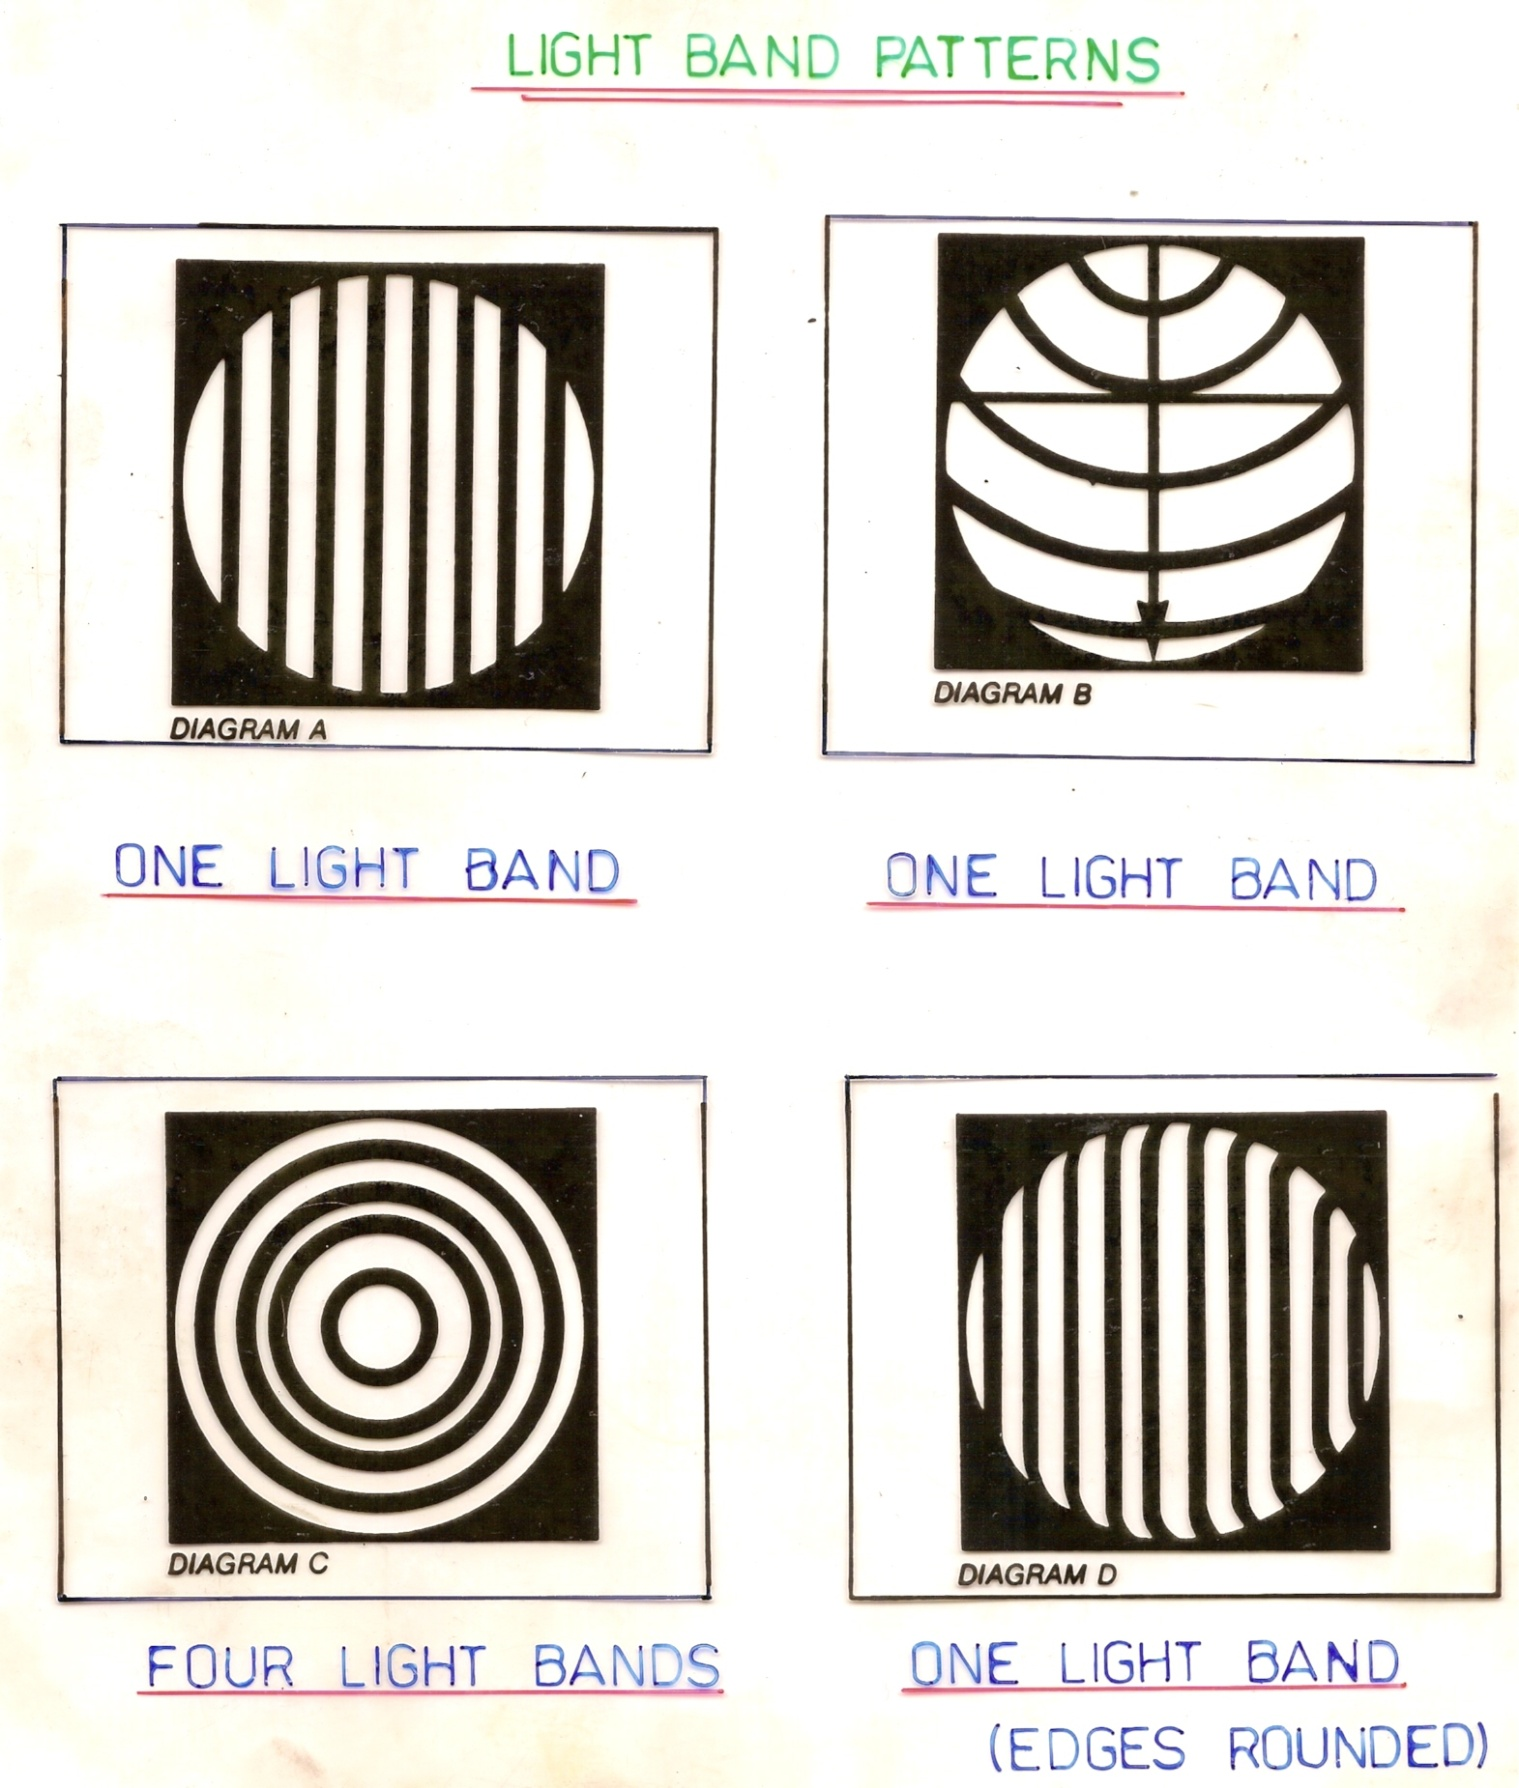 LIGHT BAND PATTERNS
DIAGRAM A
DIAGRAM B
ONE LIGHT BAND
ONE LIGHT BAND
DIAGRAM C
DIAGRAM D
FOUR LIGHT BANDS
ONE LIGHT BAND
(EDGES ROUNDED)